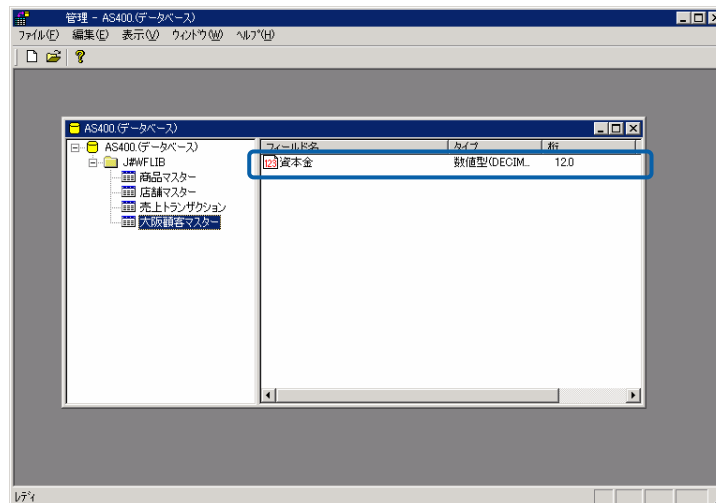 管理 - AS400.(データベース)
ファイル(F) 編集(E) 表示(V) ウィンドウ(W) ヘルプ(H)
AS400.(データベース)
AS400.(データベース)
J#WFLIB
商品マスター
店舗マスター
売上トランザクション
大阪顧客マスター
フィールド名 タイプ 桁
123 資本金 数値型(DECIM... 12.0
レディ